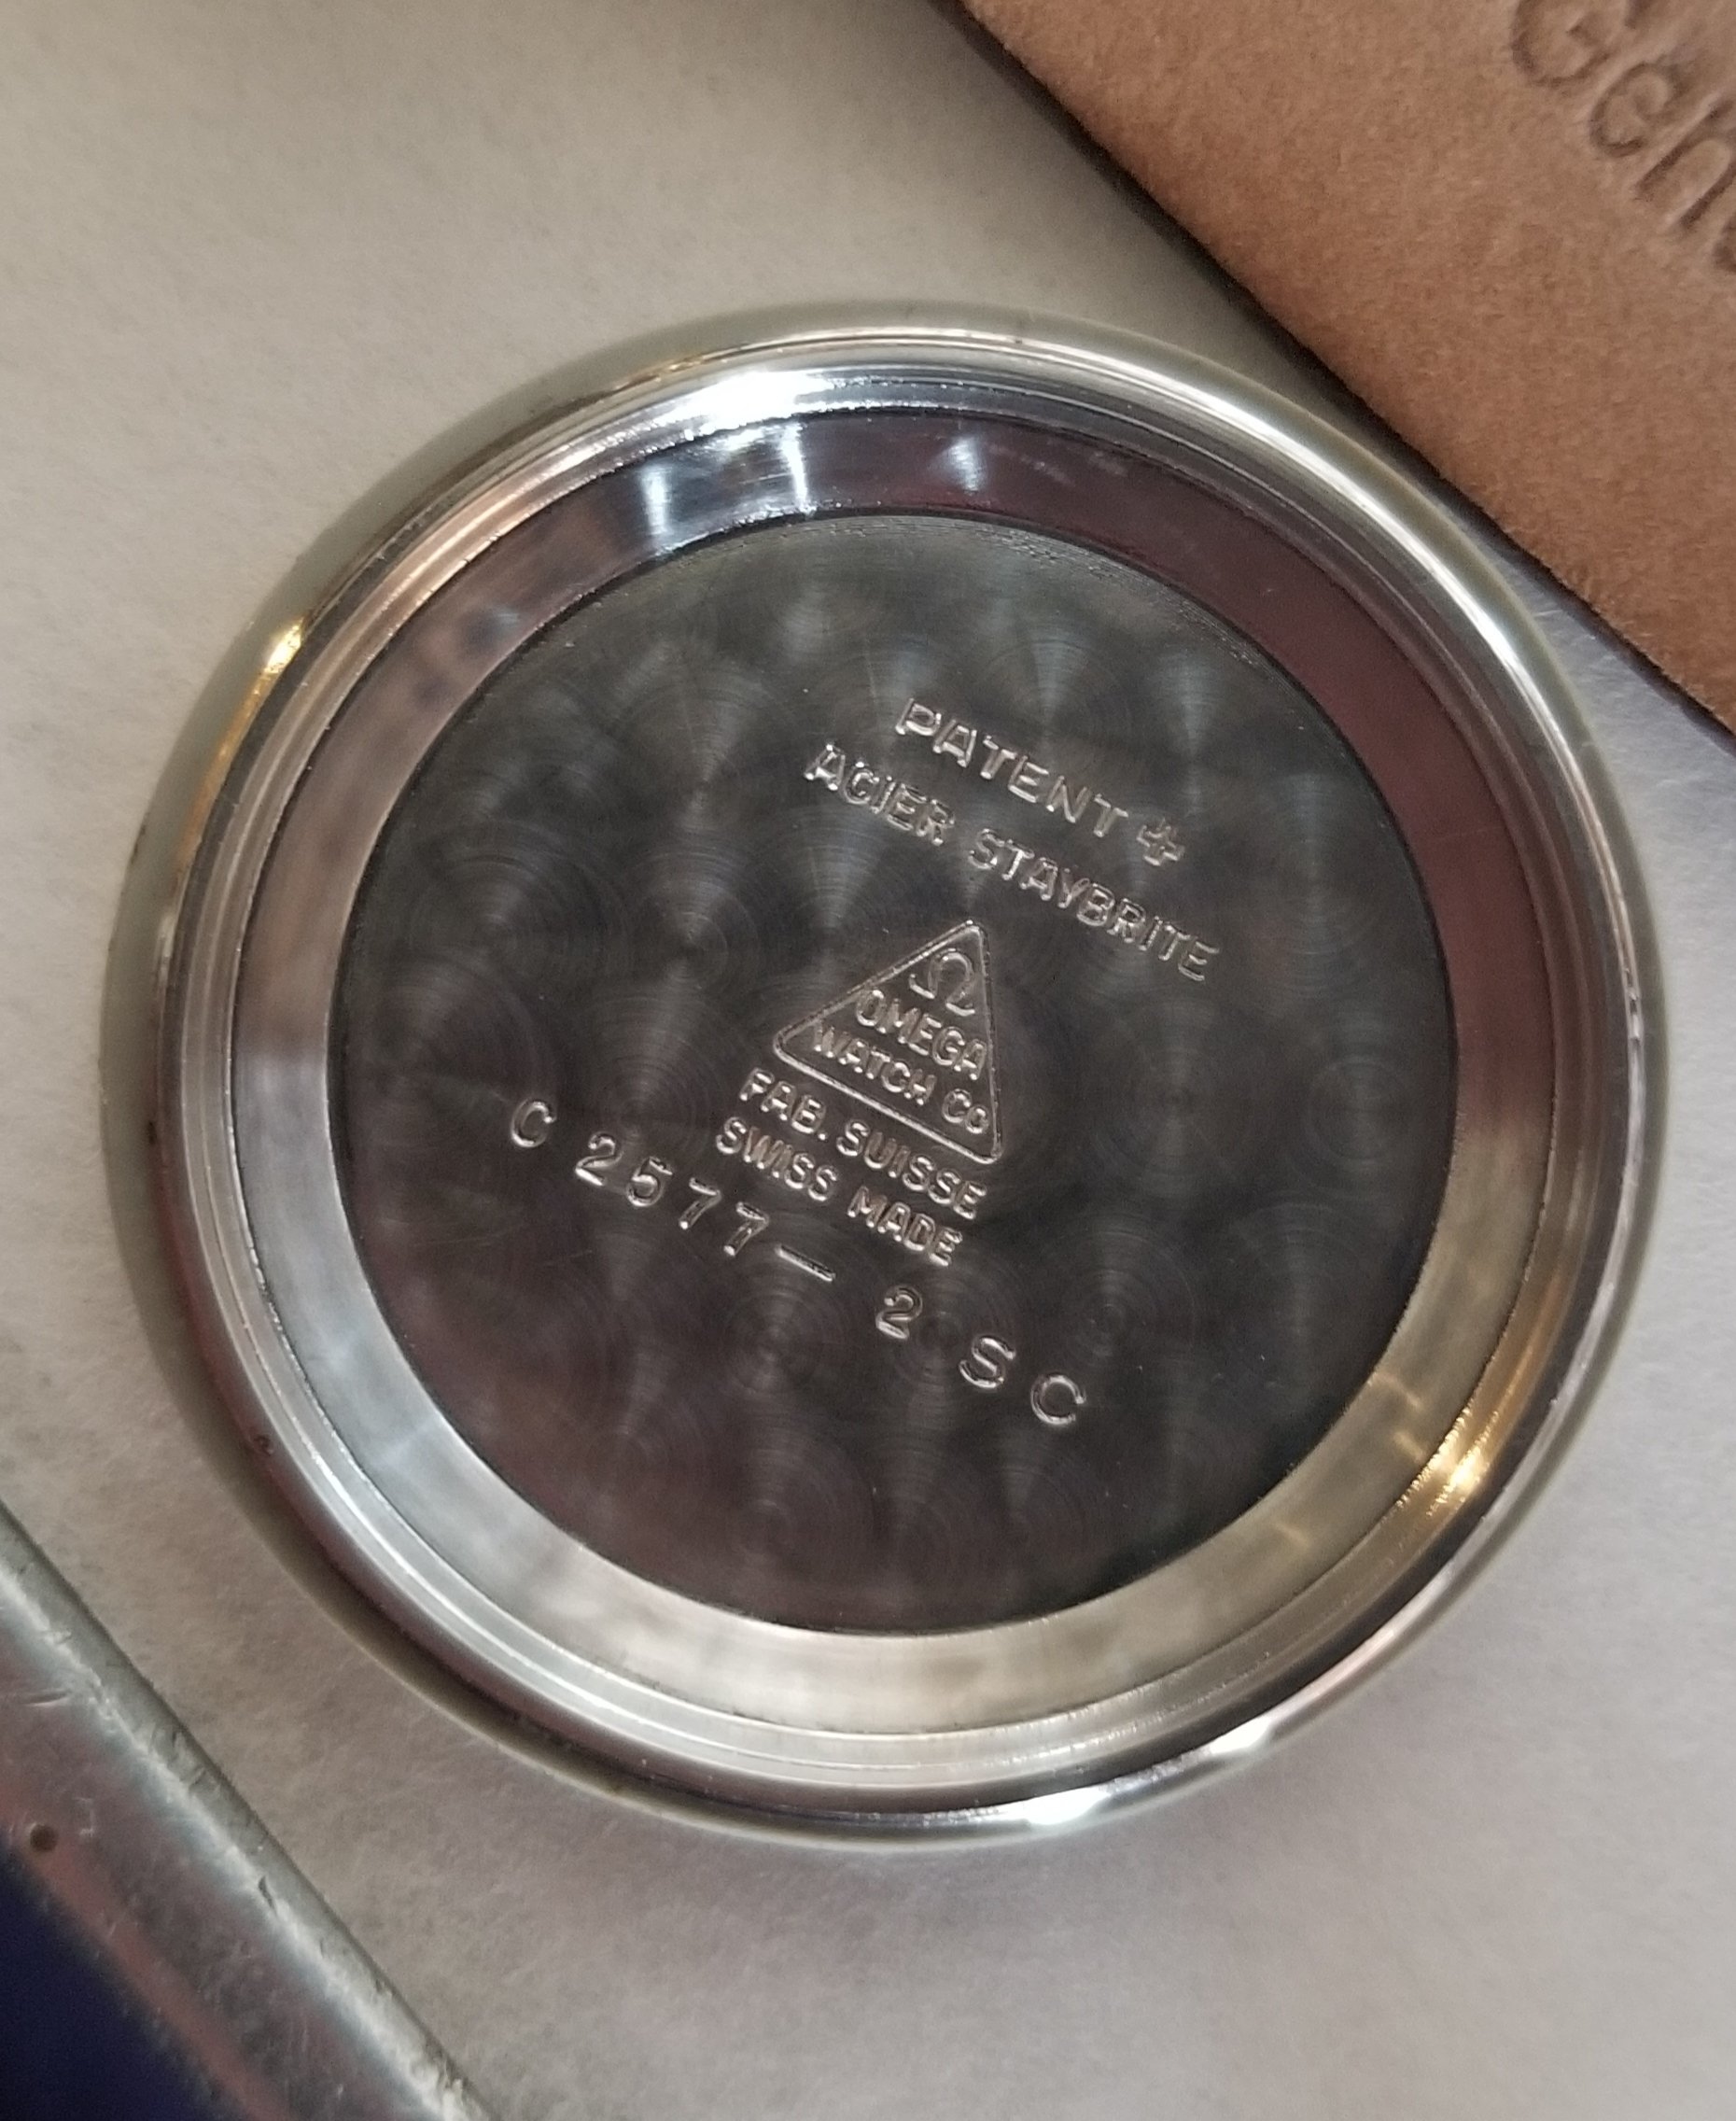 PATENT ✚
ACIER STAYBRITE
Ω
OMEGA
WATCH Co
FAB. SUISSE
SWISS MADE
C 2577- 2 SC